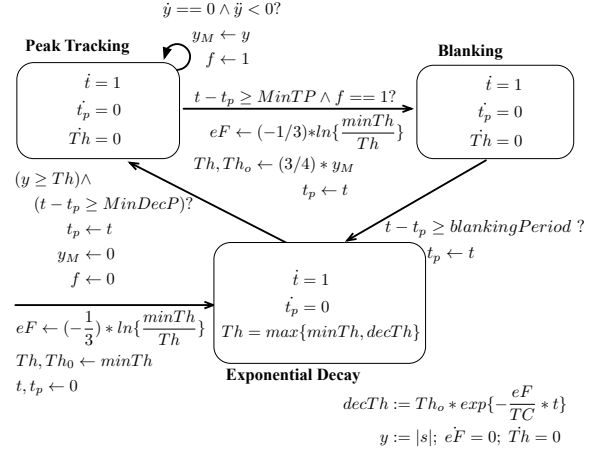 ẏ == 0 ∧ ÿ < 0?
y_M ← y
f ← 1
Peak Tracking
ṫ = 1
ṫ_p = 0
Ṫh = 0
t − t_p ≥ MinTP ∧ f == 1?
eF ← (−1/3)*ln{minTh/Th}
Th, Th_o ← (3/4) * y_M
t_p ← t
Blanking
ṫ = 1
ṫ_p = 0
Ṫh = 0
(y ≥ Th)∧
(t − t_p ≥ MinDecP)?
t_p ← t
y_M ← 0
f ← 0
t − t_p ≥ blankingPeriod ?
t_p ← t
eF ← (−1/3) * ln{minTh/Th}
Th, Th_0 ← minTh
t, t_p ← 0
ṫ = 1
ṫ_p = 0
Th = max{minTh, decTh}
Exponential Decay
decTh := Th_o * exp{−eF/TC * t}
y := |s|; ėF = 0; Ṫh = 0